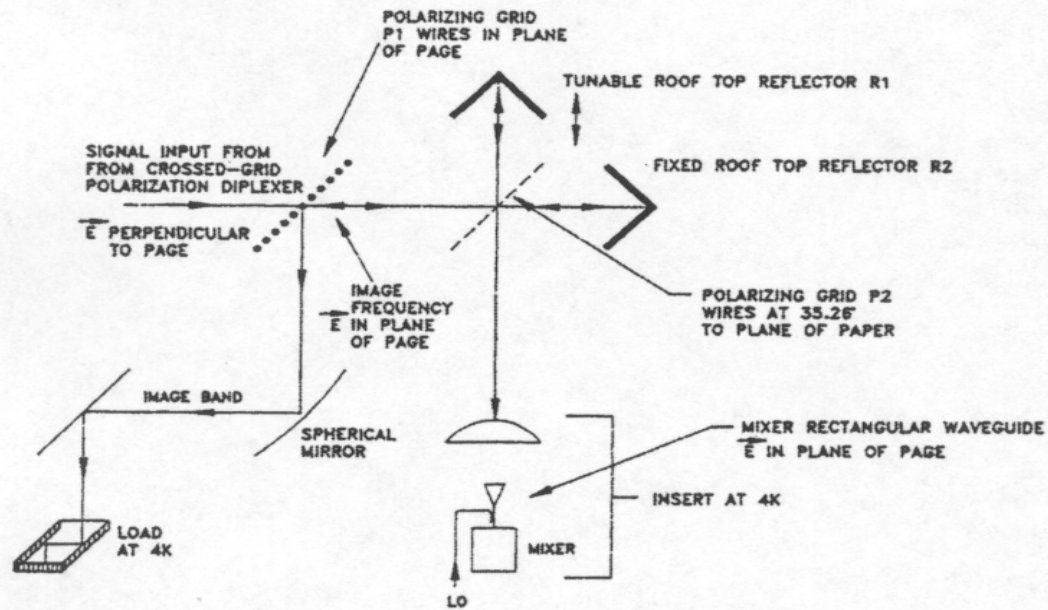 POLARIZING GRID
P1 WIRES IN PLANE
OF PAGE
TUNABLE ROOF TOP REFLECTOR R1
SIGNAL INPUT FROM
FROM CROSSED-GRID
POLARIZATION DIPLEXER
FIXED ROOF TOP REFLECTOR R2
E PERPENDICULAR
TO PAGE
IMAGE
FREQUENCY
E IN PLANE
OF PAGE
POLARIZING GRID P2
WIRES AT 35.26°
TO PLANE OF PAPER
IMAGE BAND
SPHERICAL
MIRROR
MIXER RECTANGULAR WAVEGUIDE
E IN PLANE OF PAGE
INSERT AT 4K
LOAD
AT 4K
MIXER
LO